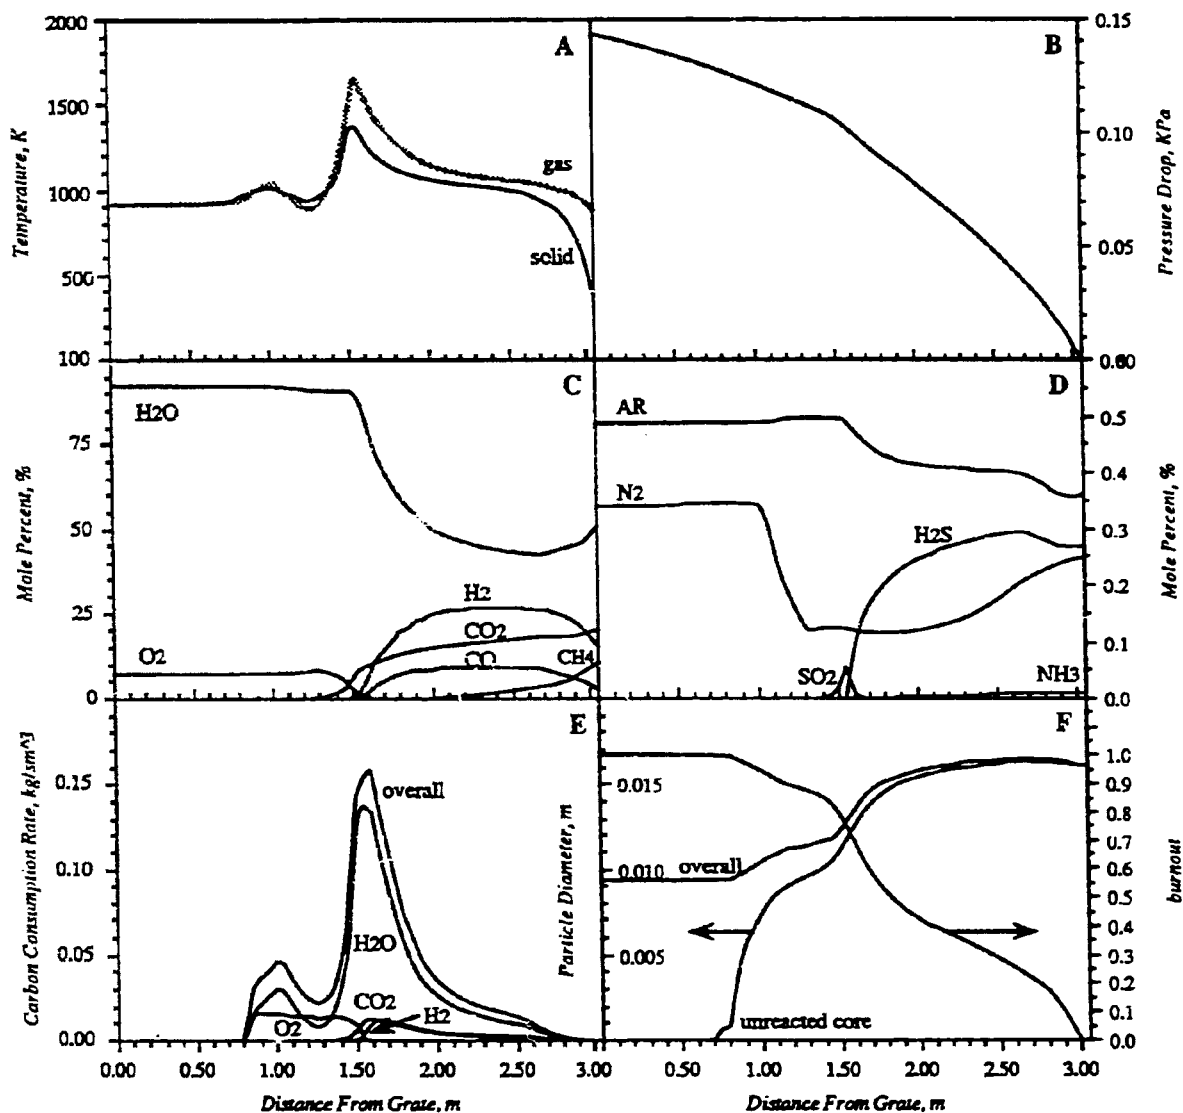 2000
1500
1000
500
100
Temperature, K
A
gas
solid
B
0.15
0.10
0.05
0.00
Pressure Drop, KPa
75
50
25
0
Mole Percent, %
C
H2O
O2
H2
CO2
CO
CH4
D
AR
N2
H2S
SO2
NH3
0.5
0.4
0.3
0.2
0.1
0.0
Mole Percent, %
0.15
0.10
0.05
0.00
Carbon Consumption Rate, kg/sm^3
E
overall
H2O
CO2
H2
O2
0.00 0.50 1.00 1.50 2.00 2.50 3.00
Distance From Grate, m
F
0.015
0.010
0.005
Particle Diameter, m
overall
unreacted core
1.0
0.9
0.8
0.7
0.6
0.5
0.4
0.3
0.2
0.1
0.0
burnout
0.50 1.00 1.50 2.00 2.50 3.00
Distance From Grate, m